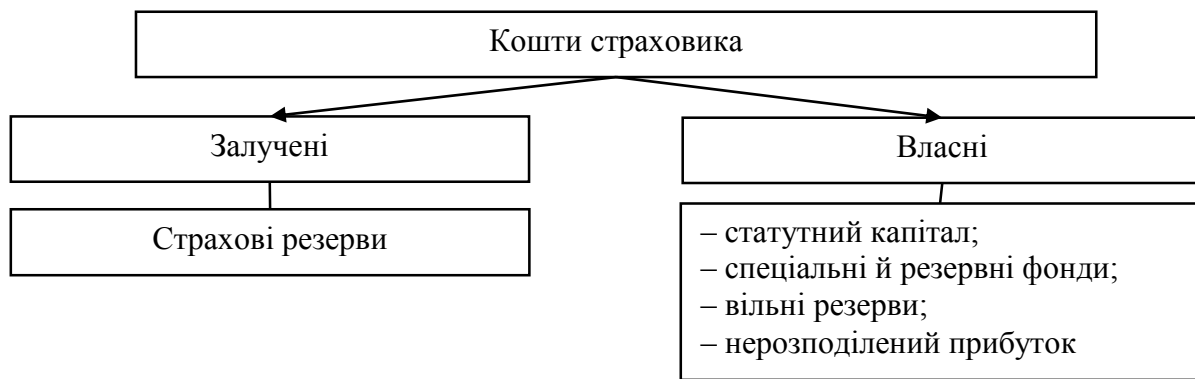 Кошти страховика
Залучені
Власні
Страхові резерви
– статутний капітал;
– спеціальні й резервні фонди;
– вільні резерви;
– нерозподілений прибуток